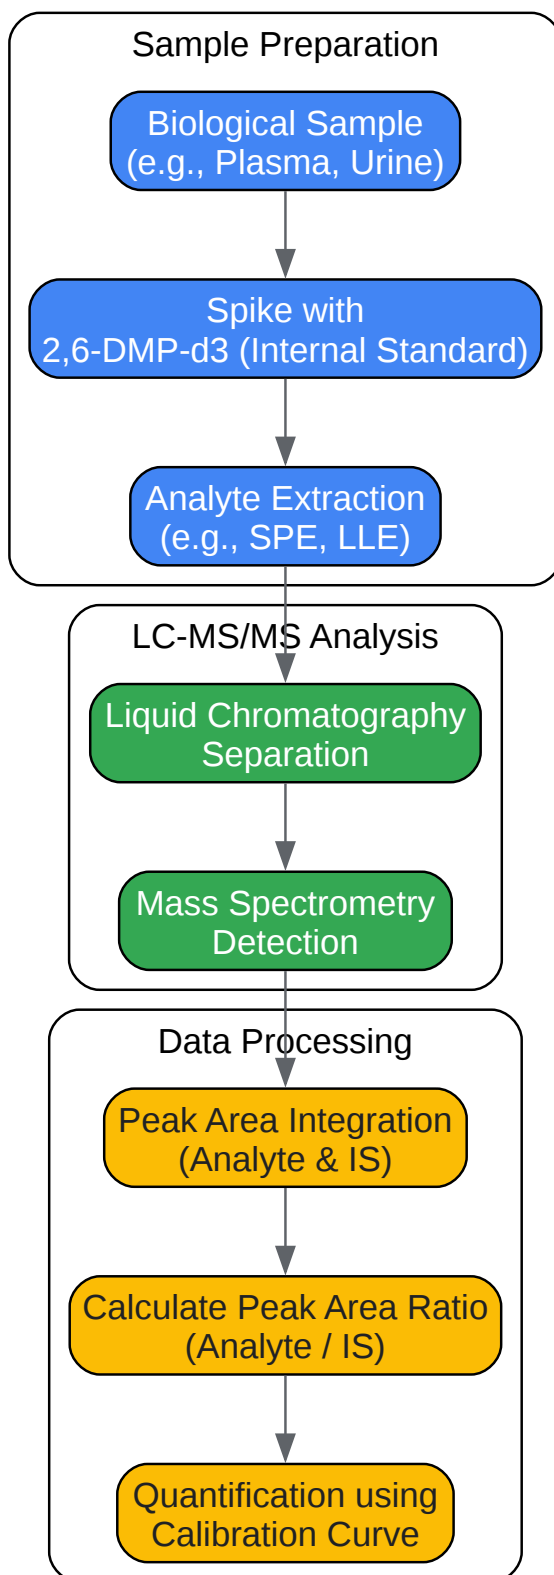 Sample Preparation
Biological Sample
(e.g., Plasma, Urine)
Spike with
2,6-DMP-d3 (Internal Standard)
Analyte Extraction
(e.g., SPE, LLE)
LC-MS/MS Analysis
Liquid Chromatography
Separation
Mass Spectrometry
Detection
Data Processing
Peak Area Integration
(Analyte & IS)
Calculate Peak Area Ratio
(Analyte / IS)
Quantification using
Calibration Curve